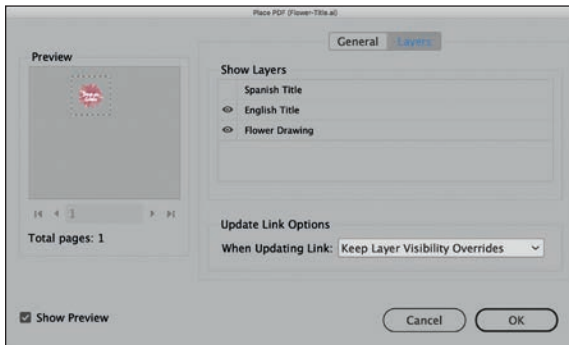 Place PDF (Flower-Title.ai)
General Layers
Preview
Show Layers
Spanish Title
English Title
Flower Drawing
1
Total pages: 1
Update Link Options
When Updating Link: Keep Layer Visibility Overrides
Show Preview
Cancel OK